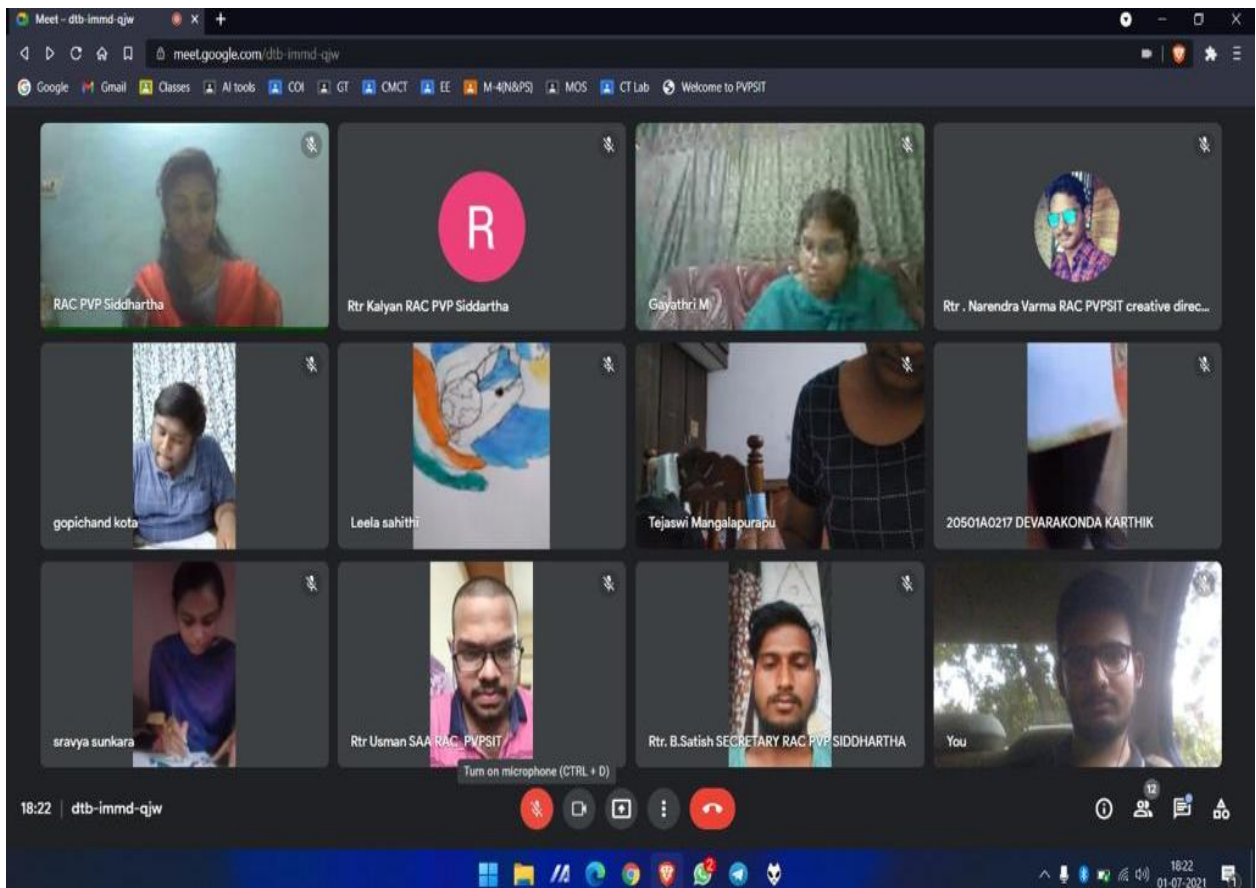 Meet – dtb-immd-qjw
meet.google.com/dtb-immd-qjw
Google Gmail Classes AI tools COI GT CMCT EE M-4(N&PS) MOS CT Lab Welcome to PVPSIT
RAC PVP Siddhartha
R
Rtr Kalyan RAC PVP Siddartha
Gayathri M
Rtr . Narendra Varma RAC PVPSIT creative direc...
gopichand kota
Leela sahithi
Tejaswi Mangalapurapu
20501A0217 DEVARAKONDA KARTHIK
sravya sunkara
Rtr Usman SAA RAC PVPSIT
Rtr. B.Satish SECRETARY RAC PVP SIDDHARTHA
You
Turn on microphone (CTRL + D)
18:22 | dtb-immd-qjw
12
2
18:22
01-07-2021
1